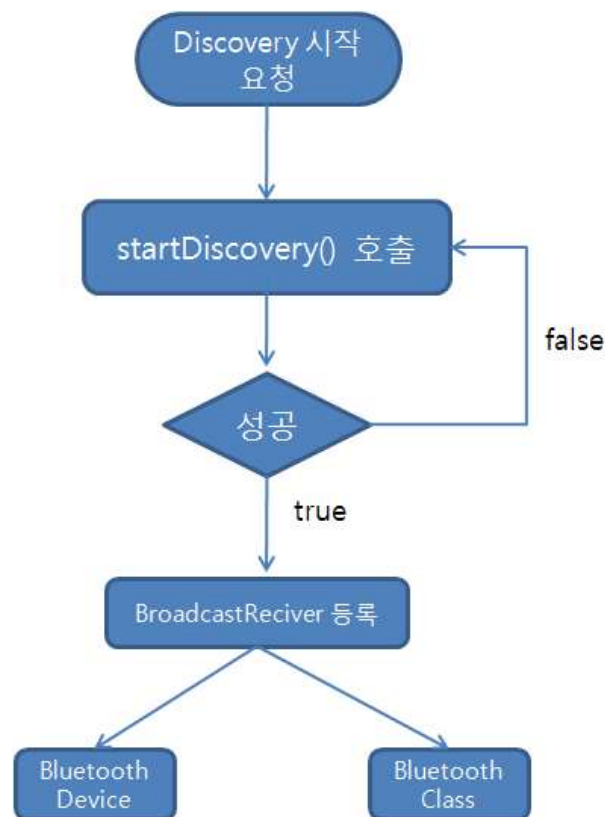 Discovery 시작
요청
startDiscovery() 호출
false
성공
true
BroadcastReciver 등록
Bluetooth
Device
Bluetooth
Class